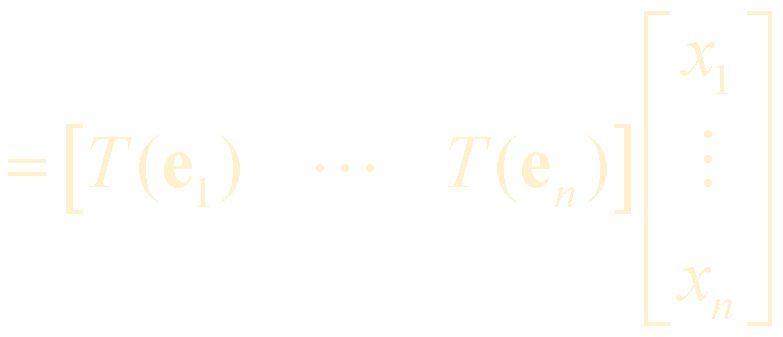 = [T(e₁) ⋯ T(eₙ)] [x₁ ⋮ xₙ]